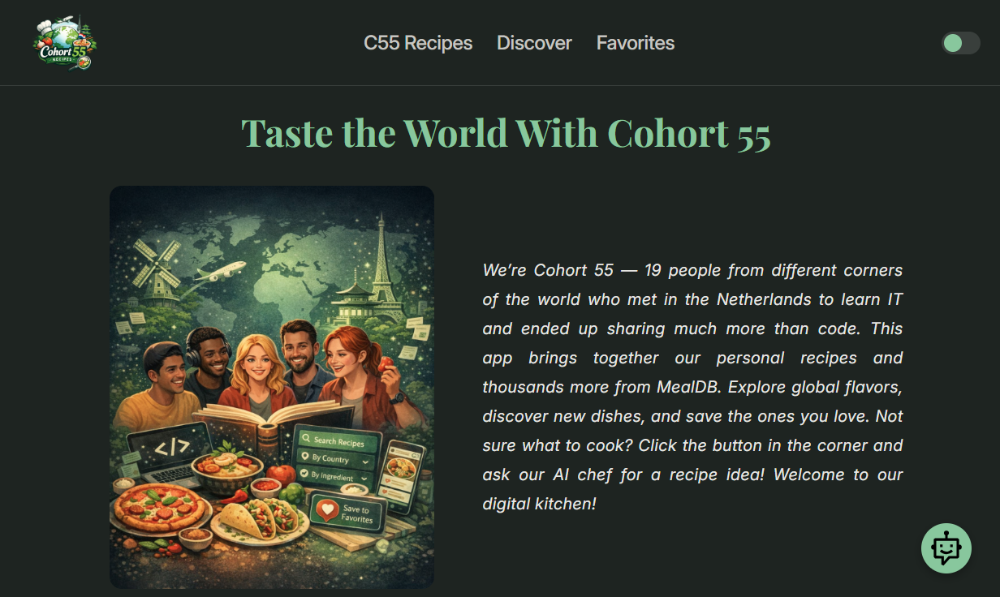 Cohort 55
RECIPES
C55 Recipes
Discover
Favorites
Taste the World With Cohort 55
We’re Cohort 55 — 19 people from different corners
of the world who met in the Netherlands to learn IT
and ended up sharing much more than code. This
app brings together our personal recipes and
thousands more from MealDB. Explore global flavors,
discover new dishes, and save the ones you love. Not
sure what to cook? Click the button in the corner and
ask our AI chef for a recipe idea! Welcome to our
digital kitchen!
</>
Search Recipes
By Country
By Ingredient
Save to
Favorites